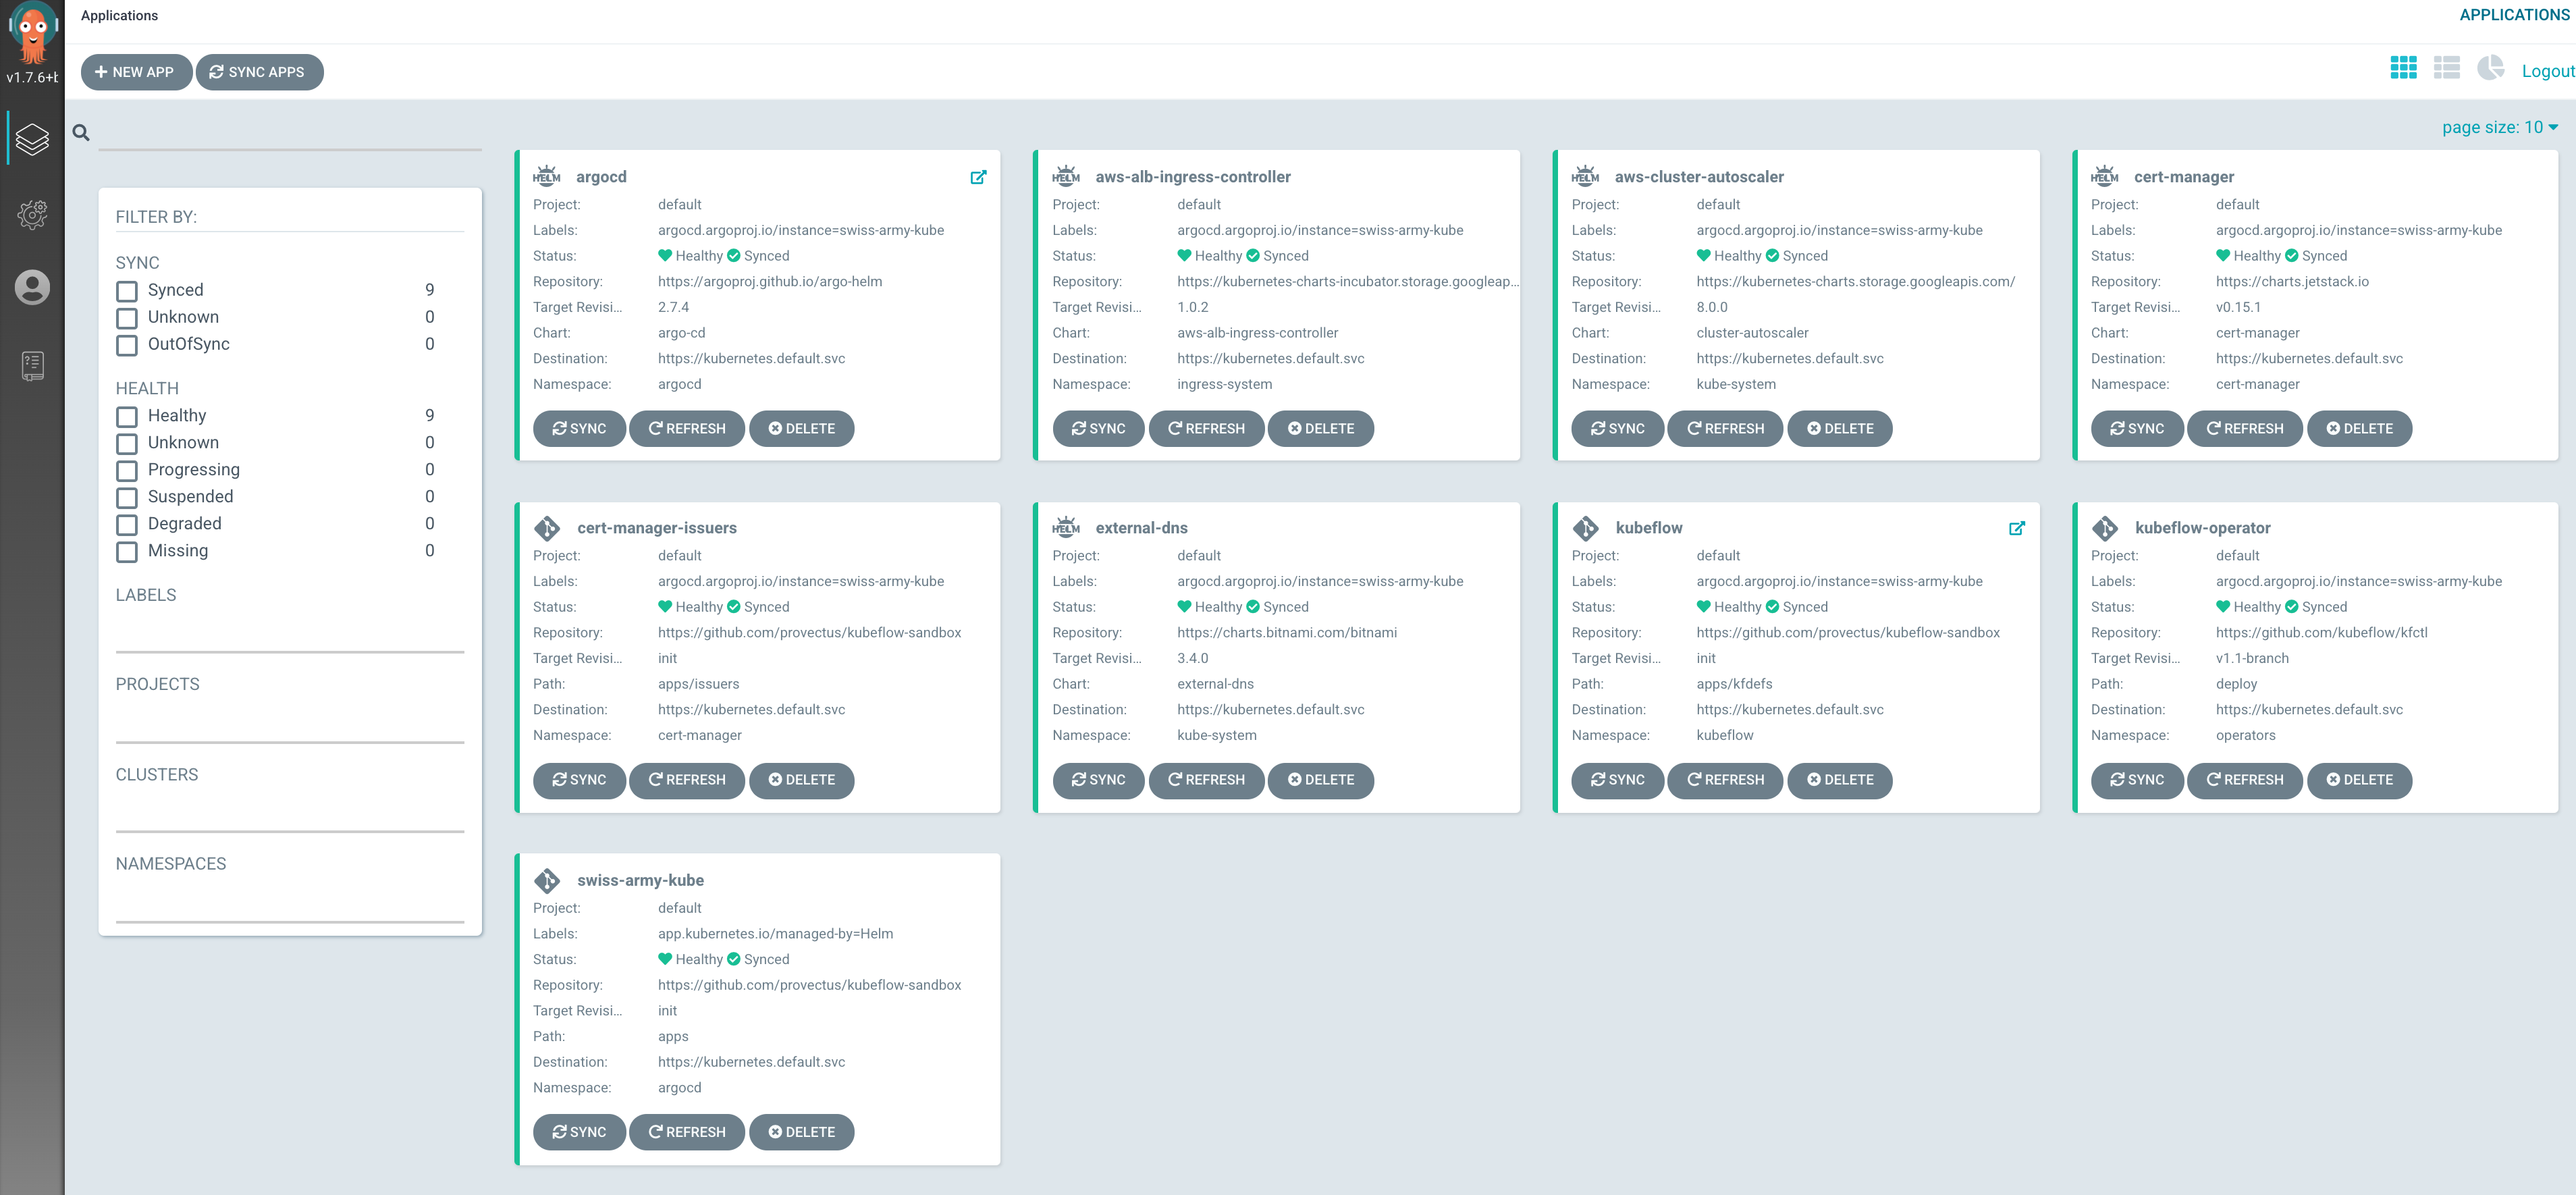 Applications
APPLICATIONS
v1.7.6+b
NEW APP
SYNC APPS
Logout
page size: 10
FILTER BY:
SYNC
Synced 9
Unknown 0
OutOfSync 0
HEALTH
Healthy 9
Unknown 0
Progressing 0
Suspended 0
Degraded 0
Missing 0
LABELS
PROJECTS
CLUSTERS
NAMESPACES
HELM argocd
Project: default
Labels: argocd.argoproj.io/instance=swiss-army-kube
Status: Healthy Synced
Repository: https://argoproj.github.io/argo-helm
Target Revisi... 2.7.4
Chart: argo-cd
Destination: https://kubernetes.default.svc
Namespace: argocd
SYNC REFRESH DELETE
HELM aws-alb-ingress-controller
Project: default
Labels: argocd.argoproj.io/instance=swiss-army-kube
Status: Healthy Synced
Repository: https://kubernetes-charts-incubator.storage.googleap...
Target Revisi... 1.0.2
Chart: aws-alb-ingress-controller
Destination: https://kubernetes.default.svc
Namespace: ingress-system
SYNC REFRESH DELETE
HELM aws-cluster-autoscaler
Project: default
Labels: argocd.argoproj.io/instance=swiss-army-kube
Status: Healthy Synced
Repository: https://kubernetes-charts.storage.googleapis.com/
Target Revisi... 8.0.0
Chart: cluster-autoscaler
Destination: https://kubernetes.default.svc
Namespace: kube-system
SYNC REFRESH DELETE
HELM cert-manager
Project: default
Labels: argocd.argoproj.io/instance=swiss-army-kube
Status: Healthy Synced
Repository: https://charts.jetstack.io
Target Revisi... v0.15.1
Chart: cert-manager
Destination: https://kubernetes.default.svc
Namespace: cert-manager
SYNC REFRESH DELETE
cert-manager-issuers
Project: default
Labels: argocd.argoproj.io/instance=swiss-army-kube
Status: Healthy Synced
Repository: https://github.com/provectus/kubeflow-sandbox
Target Revisi... init
Path: apps/issuers
Destination: https://kubernetes.default.svc
Namespace: cert-manager
SYNC REFRESH DELETE
HELM external-dns
Project: default
Labels: argocd.argoproj.io/instance=swiss-army-kube
Status: Healthy Synced
Repository: https://charts.bitnami.com/bitnami
Target Revisi... 3.4.0
Chart: external-dns
Destination: https://kubernetes.default.svc
Namespace: kube-system
SYNC REFRESH DELETE
kubeflow
Project: default
Labels: argocd.argoproj.io/instance=swiss-army-kube
Status: Healthy Synced
Repository: https://github.com/provectus/kubeflow-sandbox
Target Revisi... init
Path: apps/kfdefs
Destination: https://kubernetes.default.svc
Namespace: kubeflow
SYNC REFRESH DELETE
kubeflow-operator
Project: default
Labels: argocd.argoproj.io/instance=swiss-army-kube
Status: Healthy Synced
Repository: https://github.com/kubeflow/kfctl
Target Revisi... v1.1-branch
Path: deploy
Destination: https://kubernetes.default.svc
Namespace: operators
SYNC REFRESH DELETE
swiss-army-kube
Project: default
Labels: app.kubernetes.io/managed-by=Helm
Status: Healthy Synced
Repository: https://github.com/provectus/kubeflow-sandbox
Target Revisi... init
Path: apps
Destination: https://kubernetes.default.svc
Namespace: argocd
SYNC REFRESH DELETE